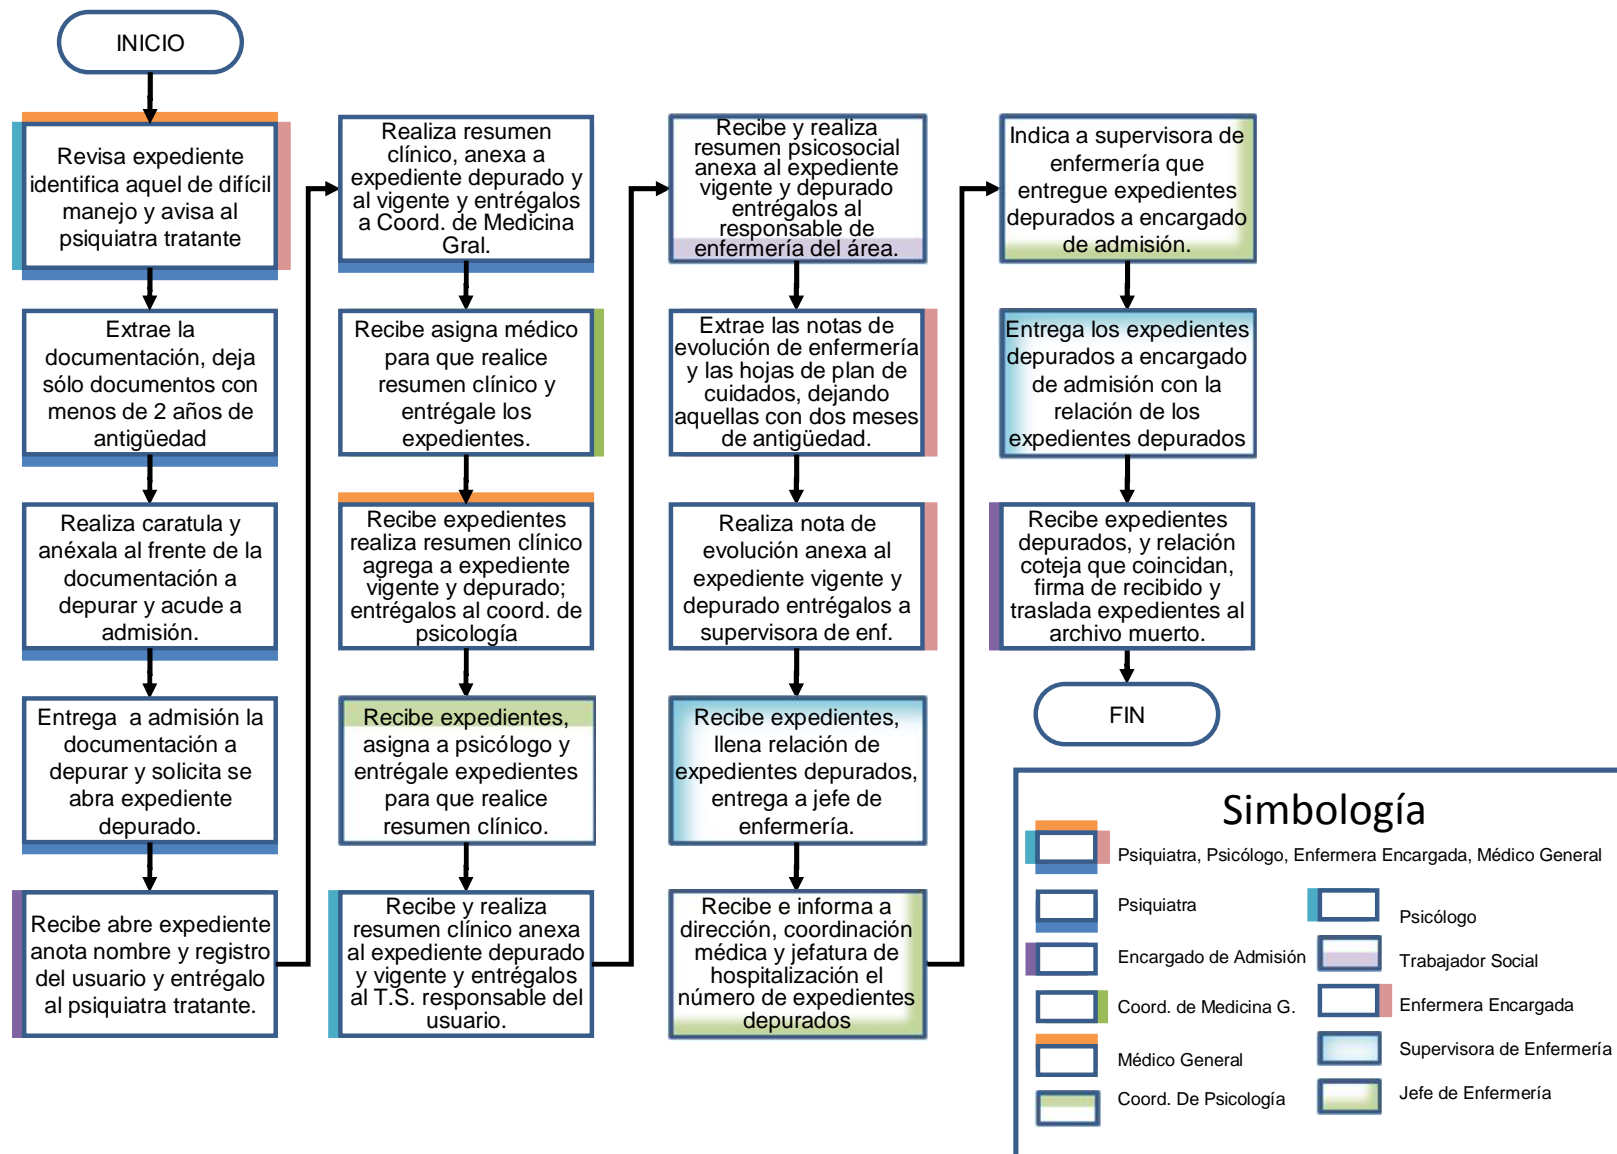 INICIO
Revisa expediente
identifica aquel de difícil
manejo y avisa al
psiquiatra tratante
Extrae la
documentación, deja
sólo documentos con
menos de 2 años de
antigüedad
Realiza caratula y
anéxala al frente de la
documentación a
depurar y acude a
admisión.
Entrega a admisión la
documentación a
depurar y solicita se
abra expediente
depurado.
Recibe abre expediente
anota nombre y registro
del usuario y entrégalo
al psiquiatra tratante.
Realiza resumen
clínico, anexa a
expediente depurado y
al vigente y entrégalos
a Coord. de Medicina
Gral.
Recibe asigna médico
para que realice
resumen clínico y
entrégale los
expedientes.
Recibe expedientes
realiza resumen clínico
agrega a expediente
vigente y depurado;
entrégalos al coord. de
psicología
Recibe expedientes,
asigna a psicólogo y
entrégale expedientes
para que realice
resumen clínico.
Recibe y realiza
resumen clínico anexa
al expediente depurado
y vigente y entrégalos
al T.S. responsable del
usuario.
Recibe y realiza
resumen psicosocial
anexa al expediente
vigente y depurado
entrégalos al
responsable de
enfermería del área.
Extrae las notas de
evolución de enfermería
y las hojas de plan de
cuidados, dejando
aquellas con dos meses
de antigüedad.
Realiza nota de
evolución anexa al
expediente vigente y
depurado entrégalos a
supervisora de enf.
Recibe expedientes,
llena relación de
expedientes depurados,
entrega a jefe de
enfermería.
Recibe e informa a
dirección, coordinación
médica y jefatura de
hospitalización el
número de expedientes
depurados
Indica a supervisora de
enfermería que
entregue expedientes
depurados a encargado
de admisión.
Entrega los expedientes
depurados a encargado
de admisión con la
relación de los
expedientes depurados
Recibe expedientes
depurados, y relación
coteja que coincidan,
firma de recibido y
traslada expedientes al
archivo muerto.
FIN
Simbología
Psiquiatra, Psicólogo, Enfermera Encargada, Médico General
Psiquiatra
Encargado de Admisión
Coord. de Medicina G.
Médico General
Coord. De Psicología
Psicólogo
Trabajador Social
Enfermera Encargada
Supervisora de Enfermería
Jefe de Enfermería